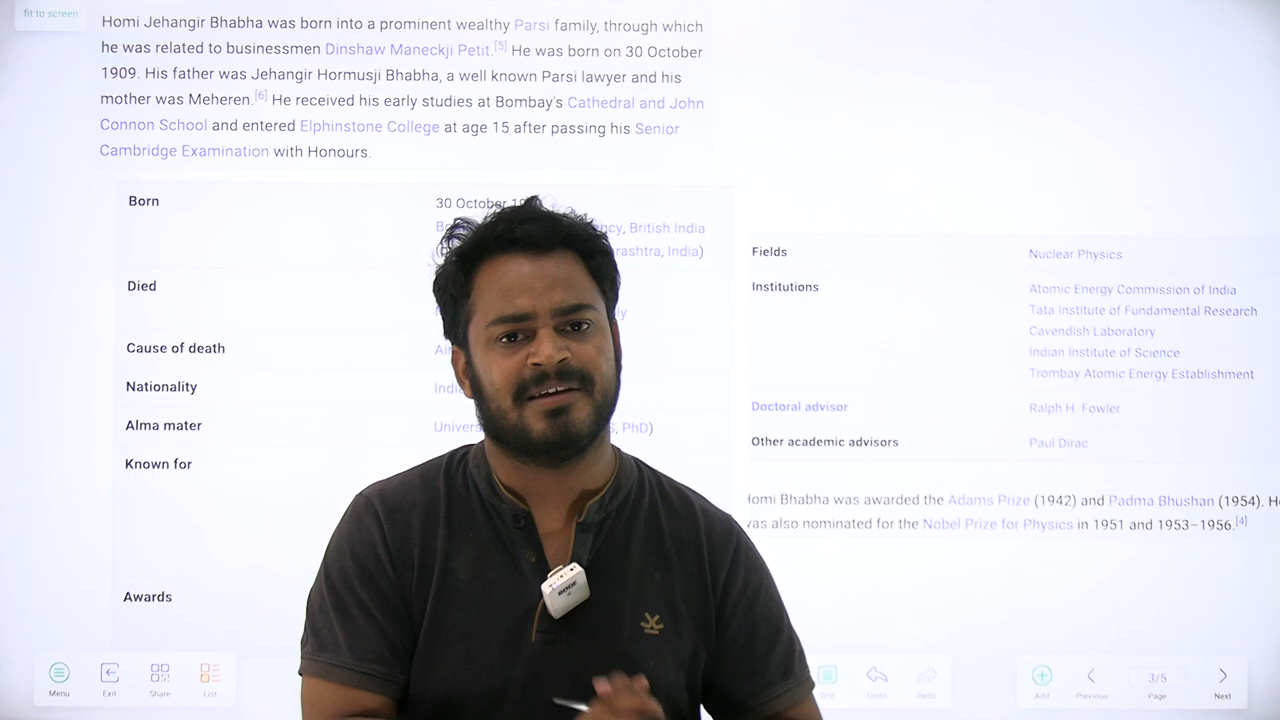 fit to screen
Homi Jehangir Bhabha was born into a prominent wealthy Parsi family, through which
he was related to businessmen Dinshaw Maneckji Petit.[5] He was born on 30 October
1909. His father was Jehangir Hormusji Bhabha, a well known Parsi lawyer and his
mother was Meheren.[6] He received his early studies at Bombay's Cathedral and John
Connon School and entered Elphinstone College at age 15 after passing his Senior
Cambridge Examination with Honours.
Born
30 October
British India
India)
Died
Cause of death
Nationality
Alma mater
PhD)
Known for
Awards
Fields
Nuclear Physics
Institutions
Atomic Energy Commission of India
Tata Institute of Fundamental Research
Cavendish Laboratory
Indian Institute of Science
Trombay Atomic Energy Establishment
Doctoral advisor
Ralph H. Fowler
Other academic advisors
Paul Dirac
Homi Bhabha was awarded the Adams Prize (1942) and Padma Bhushan (1954).
was also nominated for the Nobel Prize for Physics in 1951 and 1953–1956.[4]
RODE
Menu
Exit
Share
List
Grid
Undo
Redo
Add
Previous
3/5
Page
Next